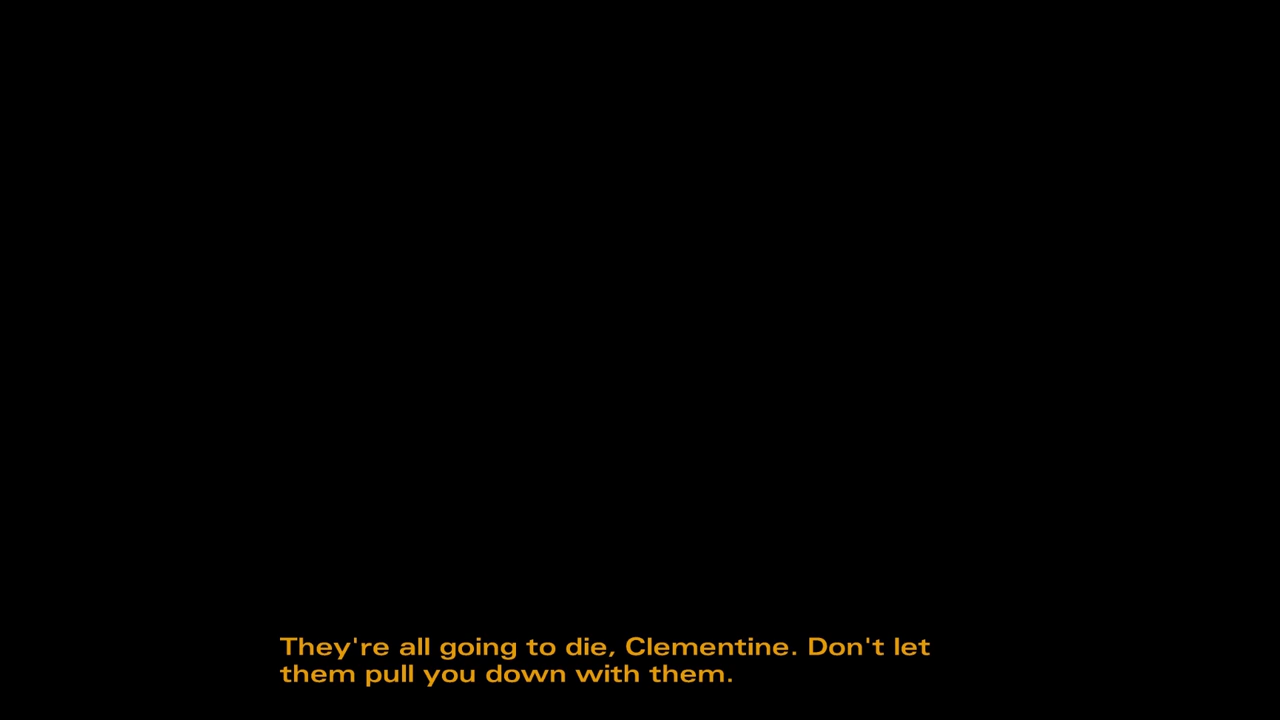 They're all going to die, Clementine. Don't let
them pull you down with them.